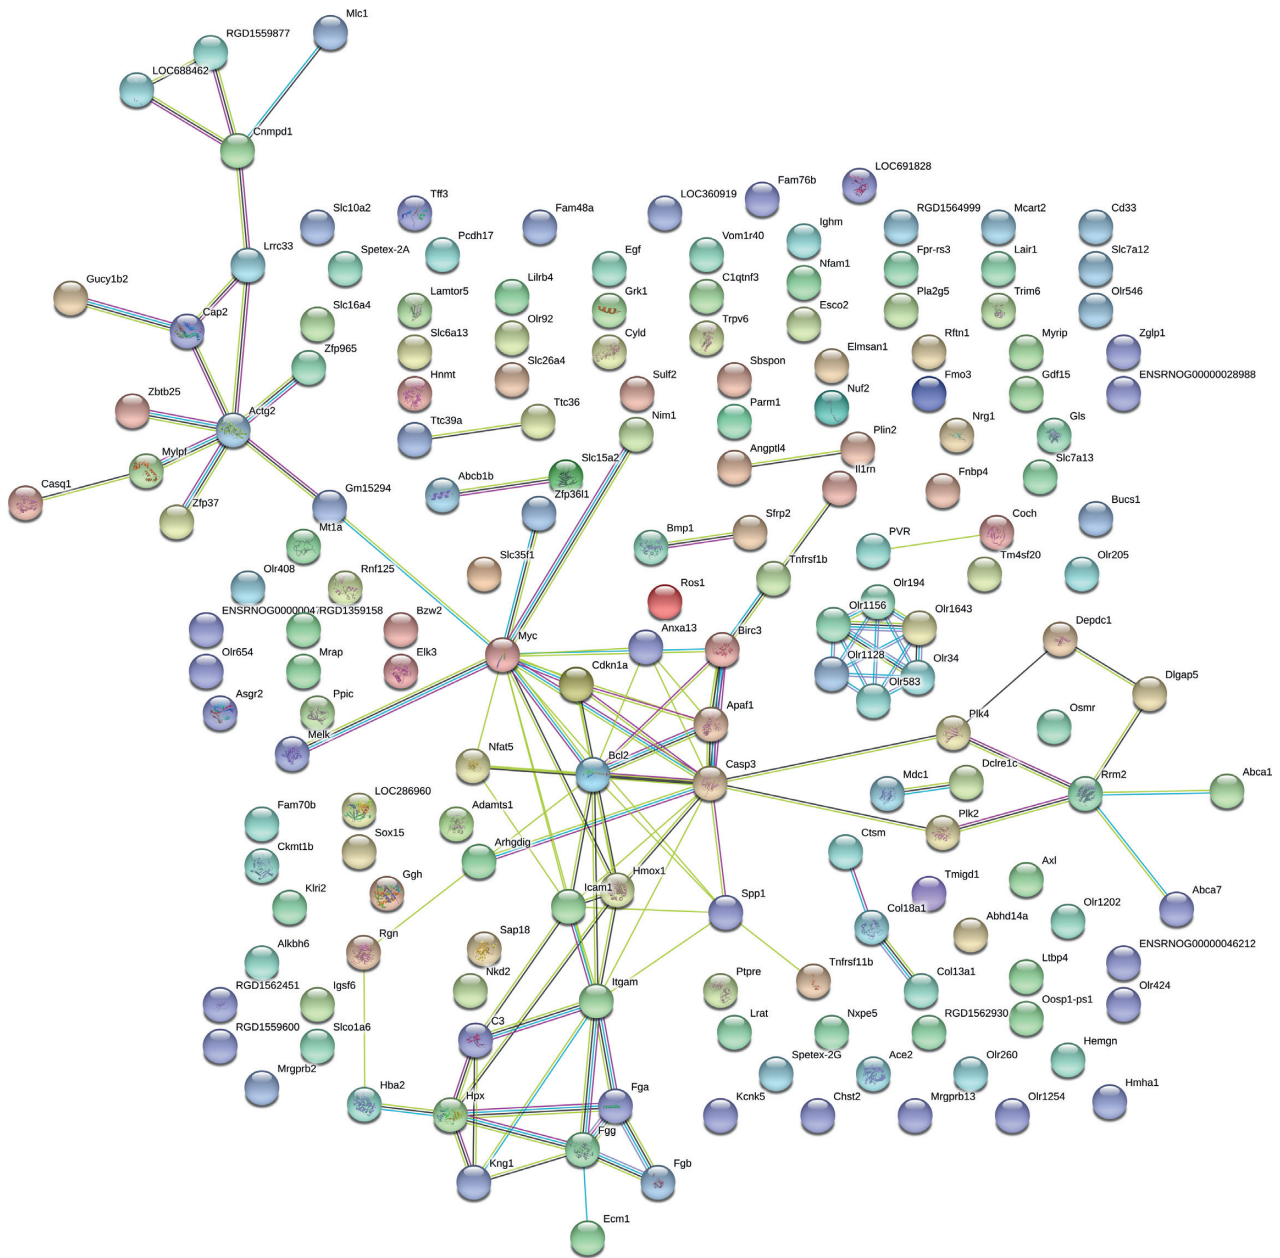 Mlc1
RGD1559877
LOC688462
Cnmpd1
LOC691828
Fam76b
LOC360919
Tff3
Slc10a2
Fam48a
RGD1564999
Mcart2
Cd33
Pcdh17
Ighm
Lrrc33
Spetex-2A
Egf
Vom1r40
Fpr-rs3
Lair1
Slc7a12
Gucy1b2
Lilrb4
C1qtnf3
Nfam1
Lamtor5
Grk1
Pla2g5
Trim6
Olr546
Cap2
Slc16a4
Olr92
Cyld
Trpv6
Esco2
Slc6a13
Rftn1
Myrip
Zglp1
Zfp965
Slc26a4
Sbspon
Elmsan1
Hnmt
Sulf2
Fmo3
Gdf15
ENSRNOG00000028988
Zbtb25
Actg2
Ttc36
Nim1
Parm1
Nuf2
Ttc39a
Nrg1
Gls
Mylpf
Angptl4
Plin2
Slc15a2
Abcb1b
Il1rn
Fnbp4
Slc7a13
Casq1
Zfp37
Gm15294
Zfp36l1
Bucs1
Mt1a
Bmp1
Sfrp2
PVR
Coch
Slc35f1
Tnfrsf1b
Tm4sf20
Olr205
Olr408
Rnf125
Ros1
Olr194
ENSRNOG00000047
RGD1359158
Bzw2
Olr1156
Olr1643
Myc
Anxa13
Birc3
Depdc1
Olr654
Mrap
Elk3
Cdkn1a
Olr1128
Olr34
Olr583
Dlgap5
Asgr2
Ppic
Apaf1
Plk4
Osmr
Melk
Nfat5
Bcl2
Casp3
Mdc1
Dclre1c
Rrm2
Abca1
Fam70b
LOC286960
Adamts1
Plk2
Ckmt1b
Sox15
Arhgdig
Ctsm
Klri2
Ggh
Icam1
Hmox1
Tmigd1
Axl
Spp1
Col18a1
Abhd14a
Olr1202
Abca7
Alkbh6
Rgn
Sap18
Tnfrsf11b
Col13a1
Ltbp4
ENSRNOG00000046212
RGD1562451
Igsf6
Nkd2
Itgam
Ptpre
Olr424
RGD1559600
Slco1a6
C3
Lrat
Nxpe5
RGD1562930
Oosp1-ps1
Mrgprb2
Spetex-2G
Ace2
Olr260
Hemgn
Hba2
Hpx
Fga
Kcnk5
Chst2
Mrgprb13
Olr1254
Hmha1
Fgg
Kng1
Fgb
Ecm1